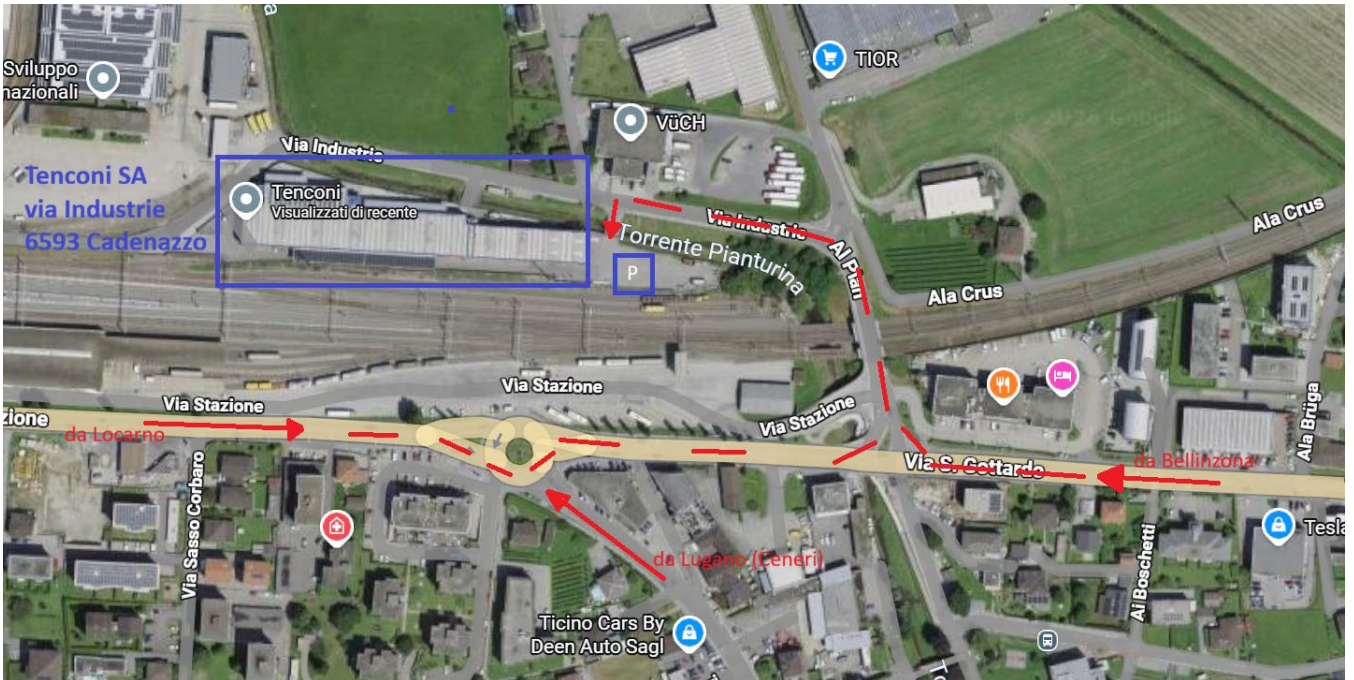 a
Sviluppo
nazionali
TIOR
VüCH
Via Industrie
Tenconi SA
via Industrie
6593 Cadenazzo
Tenconi
Visualizzati di recente
Via Industrie
Torrente Pianturina
P
Al Pian
Ala Crus
Ala Crus
Via Stazione
Via Stazione
zione
Via Stazione
da Locarno
Via S. Gottardo
da Bellinzona
Ala Brüga
Via Sasso Corbaro
da Lugano (Ceneri)
Ai Boschetti
Tesla
Ticino Cars By
Deen Auto Sagl